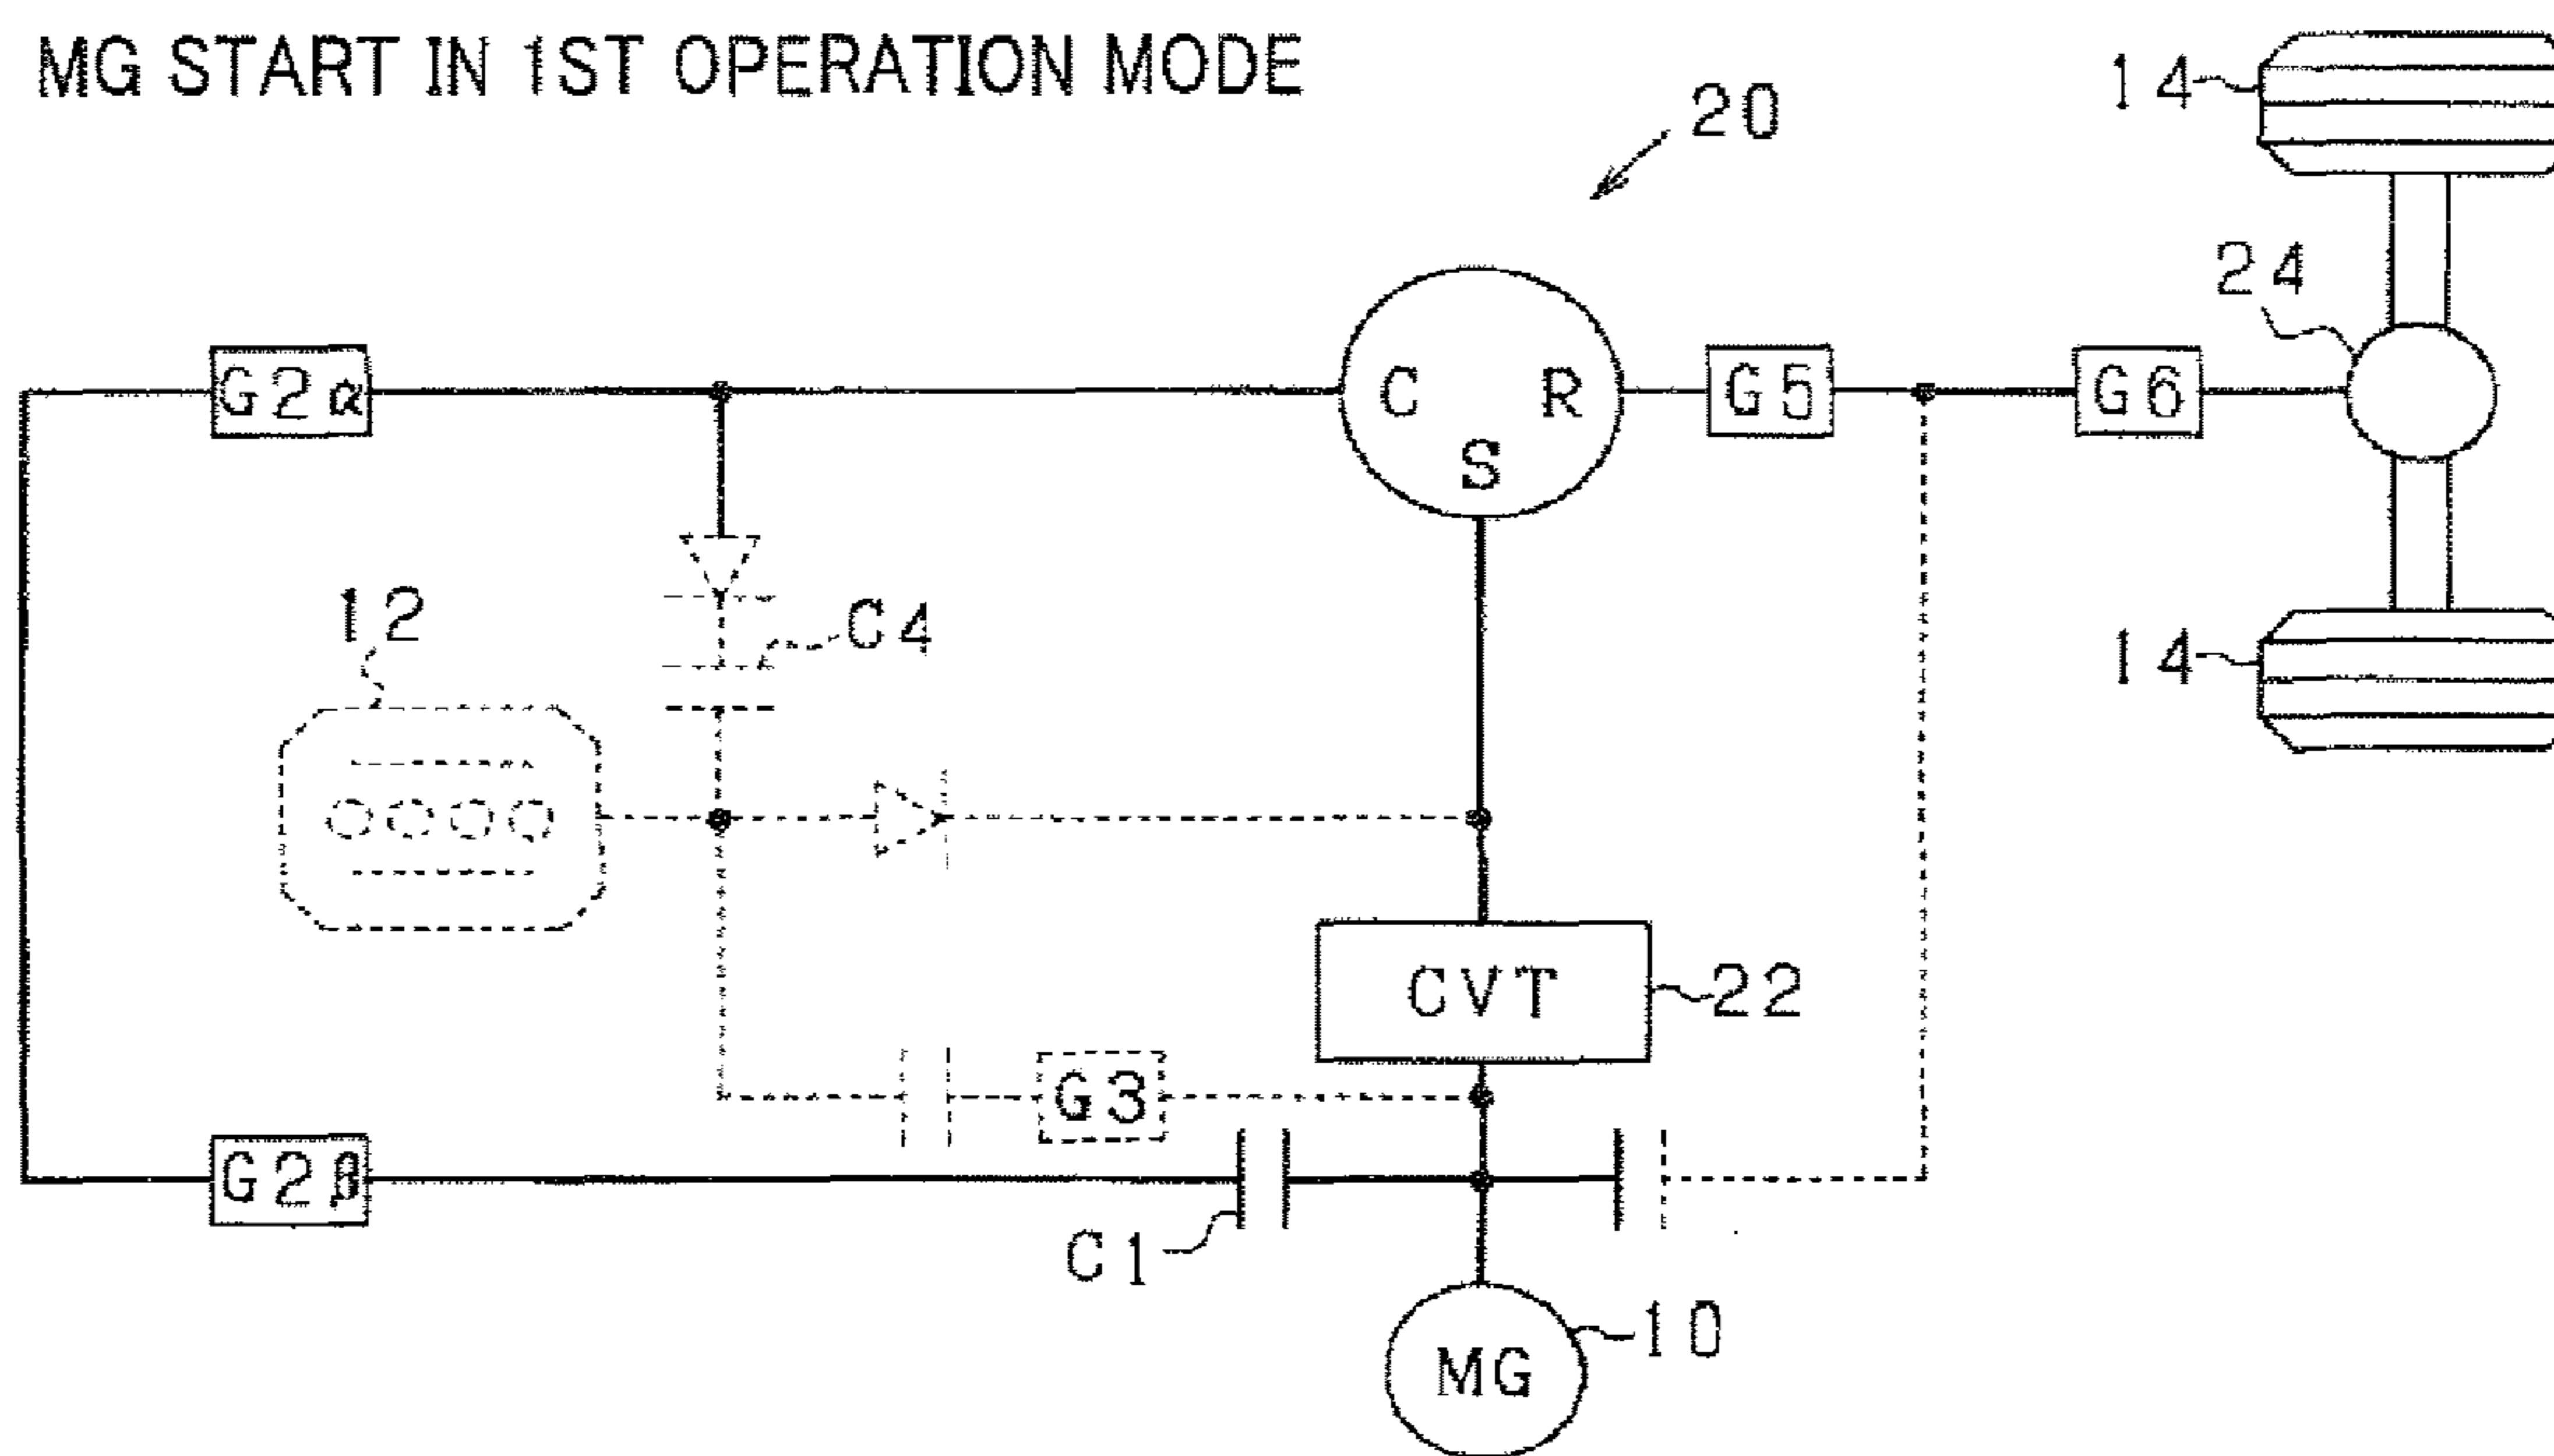 MG START IN 1ST OPERATION MODE
20
14
24
G2α
C R
S
G5
G6
12
C4
14
CVT
22
G3
G2β
C1
10
MG